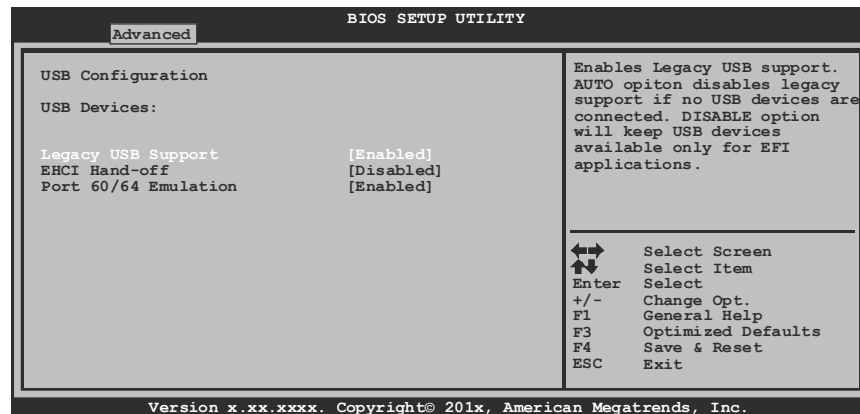 BIOS SETUP UTILITY
Advanced
USB Configuration
USB Devices:
Legacy USB Support [Enabled]
EHCI Hand-off [Disabled]
Port 60/64 Emulation [Enabled]
Enables Legacy USB support.
AUTO opiton disables legacy
support if no USB devices are
connected. DISABLE option
will keep USB devices
available only for EFI
applications.
Select Screen
Select Item
Enter Select
+/- Change Opt.
F1 General Help
F3 Optimized Defaults
F4 Save & Reset
ESC Exit
Version x.xx.xxxx. Copyright© 201x, American Megatrends, Inc.